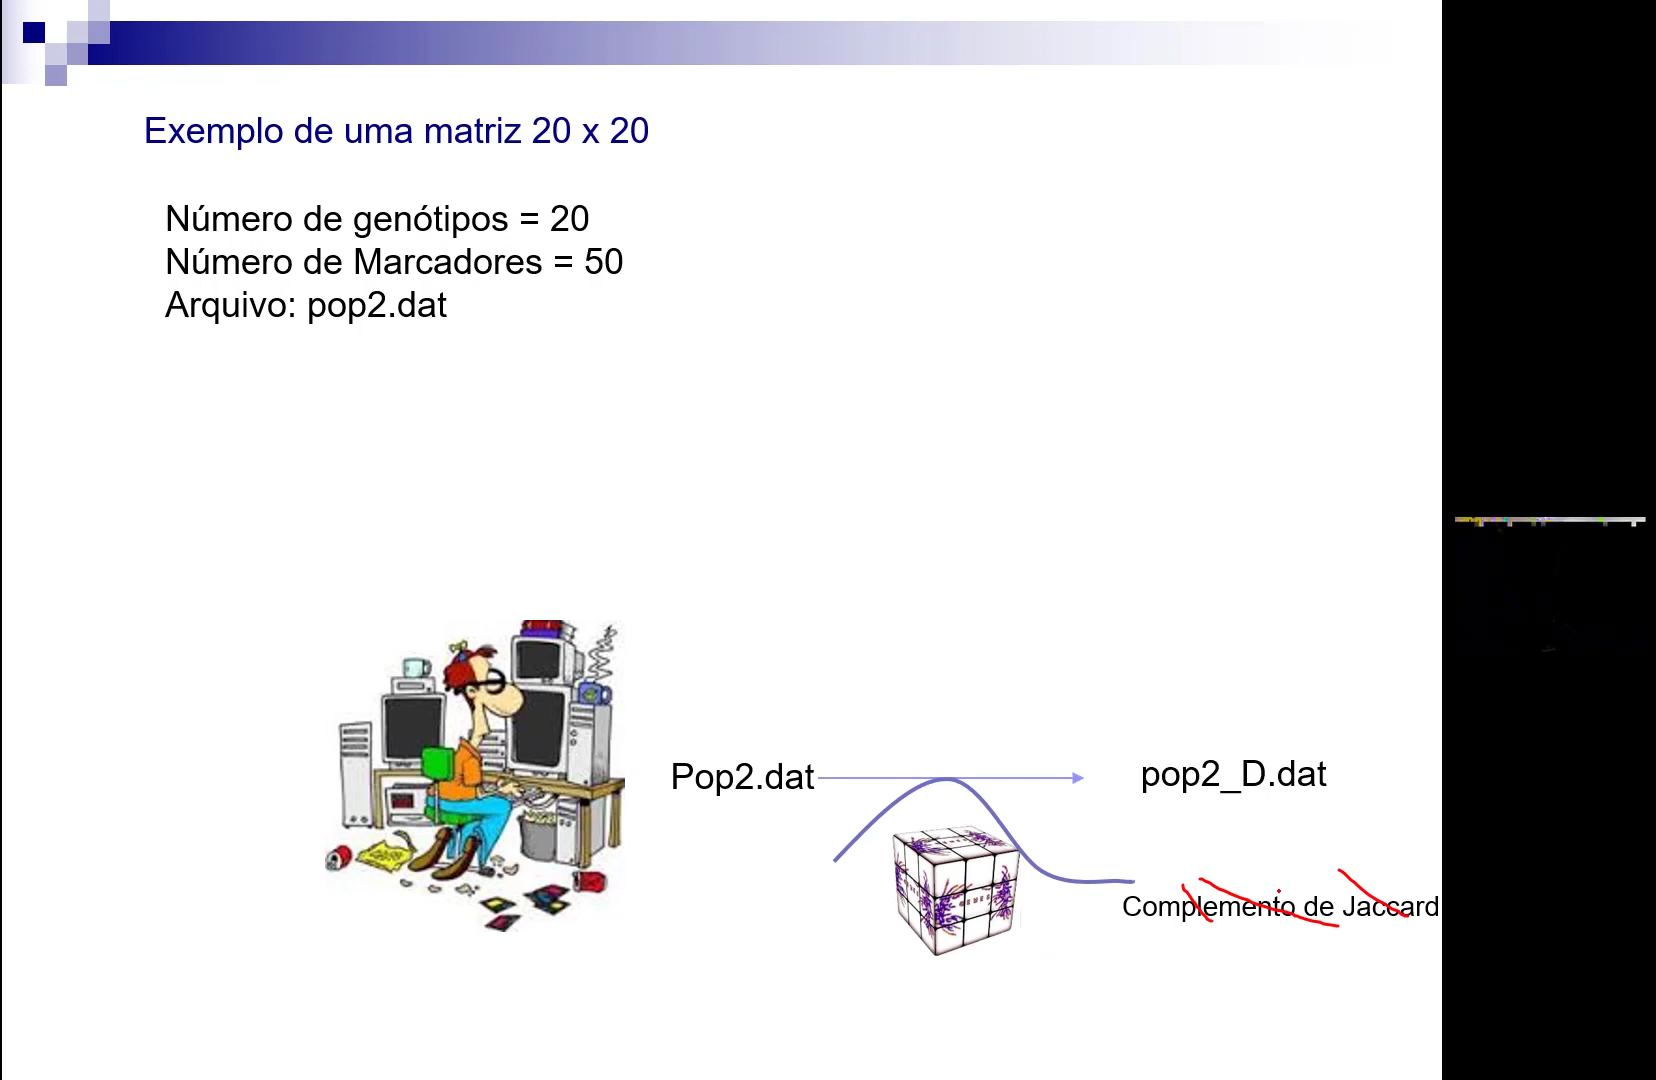 Exemplo de uma matriz 20 x 20
Número de genótipos = 20
Número de Marcadores = 50
Arquivo: pop2.dat
Pop2.dat
pop2_D.dat
Complemento de Jaccard